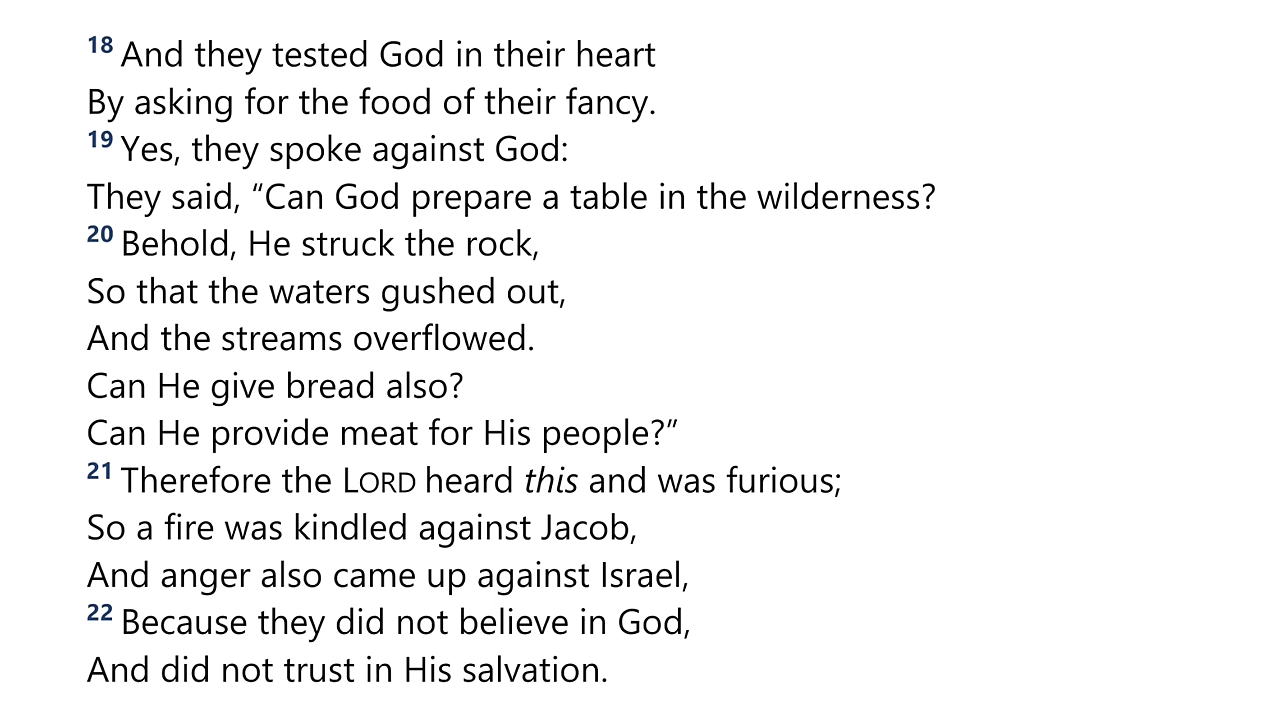 18 And they tested God in their heart
By asking for the food of their fancy.
19 Yes, they spoke against God:
They said, “Can God prepare a table in the wilderness?
20 Behold, He struck the rock,
So that the waters gushed out,
And the streams overflowed.
Can He give bread also?
Can He provide meat for His people?”
21 Therefore the LORD heard this and was furious;
So a fire was kindled against Jacob,
And anger also came up against Israel,
22 Because they did not believe in God,
And did not trust in His salvation.